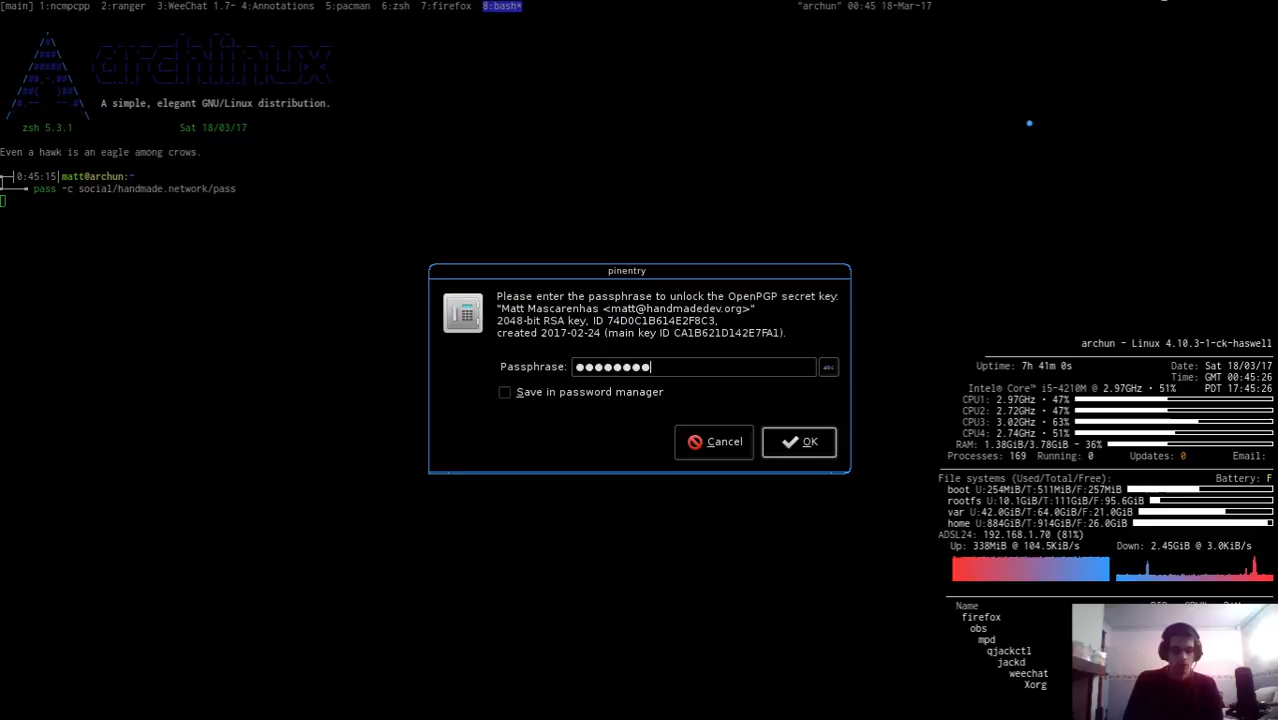 [main] 1:ncmpcpp 2:ranger 3:WeeChat 1.7- 4:Annotations 5:pacman 6:zsh 7:firefox 8:bash*
"archun" 00:45 18-Mar-17
archlinux
A simple, elegant GNU/Linux distribution.
zsh 5.3.1 Sat 18/03/17
Even a hawk is an eagle among crows.
0:45:15 matt@archun:~
pass -c social/handmade.network/pass
pinentry
Please enter the passphrase to unlock the OpenPGP secret key:
"Matt Mascarenhas <matt@handmadedev.org>"
2048-bit RSA key, ID 74D0C1B614E2F8C3,
created 2017-02-24 (main key ID CA1B621D142E7FA1).
Passphrase: ●●●●●●●● abc
Save in password manager
Cancel OK
archun - Linux 4.10.3-1-ck-haswell
Uptime: 7h 41m 0s Date: Sat 18/03/17
Time: GMT 00:45:26
Intel® Core™ i5-4210M @ 2.97GHz • 51% PDT 17:45:26
CPU1: 2.97GHz • 47%
CPU2: 2.72GHz • 47%
CPU3: 3.02GHz • 63%
CPU4: 2.74GHz • 51%
RAM: 1.38GiB/3.78GiB - 36%
Processes: 169 Running: 0 Updates: 0 Email:
File systems (Used/Total/Free): Battery: F
boot U:254MiB/T:511MiB/F:257MiB
rootfs U:10.1GiB/T:111GiB/F:95.6GiB
var U:42.0GiB/T:64.0GiB/F:21.0GiB
home U:884GiB/T:914GiB/F:26.0GiB
ADSL24: 192.168.1.70 (81%)
Up: 338MiB @ 104.5KiB/s Down: 2.45GiB @ 3.0KiB/s
Name
firefox
obs
mpd
qjackctl
jackd
weechat
Xorg